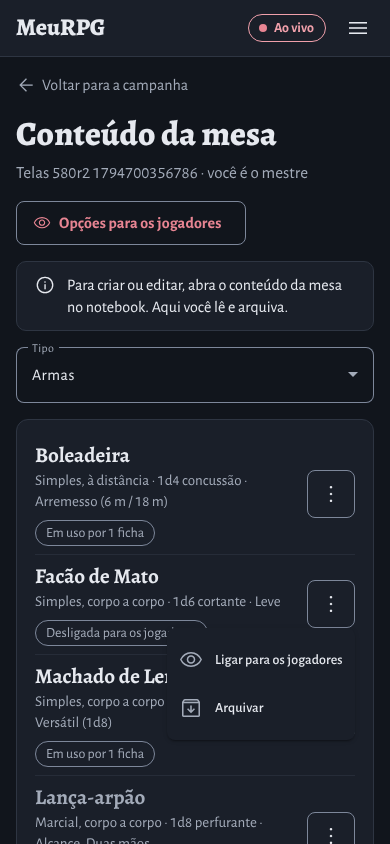 MeuRPG
Ao vivo
Voltar para a campanha
Conteúdo da mesa
Telas 580r2 1794700356786 · você é o mestre
Opções para os jogadores
Para criar ou editar, abra o conteúdo da mesa
no notebook. Aqui você lê e arquiva.
Tipo
Armas
Boleadeira
Simples, à distância · 1d4 concussão ·
Arremesso (6 m / 18 m)
Em uso por 1 ficha
Facão de Mato
Simples, corpo a corpo · 1d6 cortante · Leve
Desligada para os
Ligar para os jogadores
Arquivar
Machado de
Simples, corpo a corpo
Versátil (1d8)
Em uso por 1 ficha
Lança-arpão
Marcial, corpo a corpo · 1d8 perfurante ·
Alcance, Duas mãos